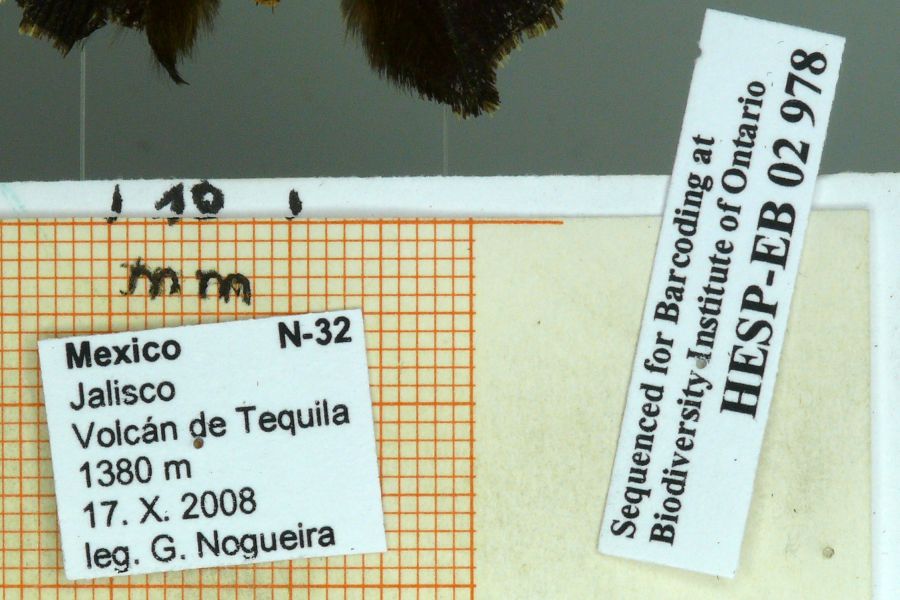 10
mm
Mexico N-32
Jalisco
Volcán de Tequila
1380 m
17. X. 2008
leg. G. Nogueira
Sequenced for Barcoding at
Biodiversity Institute of Ontario
HESP-EB 02 978